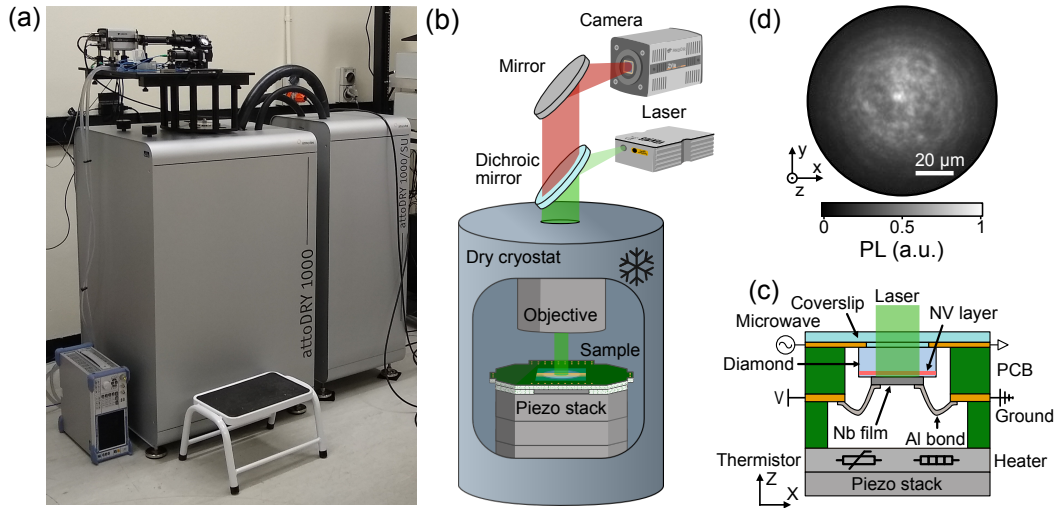 (a)
attoDRY 1000
attoDRY 1000/SU
(b)
Camera
Mirror
Laser
Dichroic
mirror
Dry cryostat
Objective
Sample
Piezo stack
(d)
20 µm
y
x
z
0
0.5
1
PL (a.u.)
(c)
Laser
Coverslip
NV layer
Microwave
Diamond
PCB
V
Ground
Nb film
Al bond
Thermistor
Heater
Z
Piezo stack
X